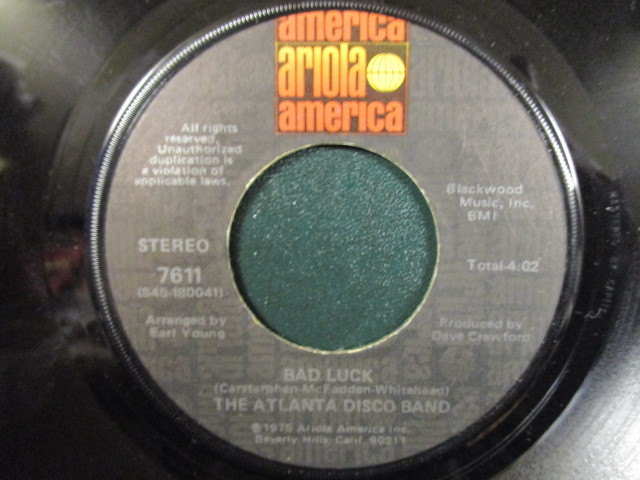 america
ariola
america
All rights
reserved.
Unauthorized
duplication is
a violation of
applicable laws.
Blackwood
Music, Inc.
BMI
STEREO
7611
(S45-180041)
Total-4:02
Arranged by
Earl Young
Produced by
Dave Crawford
BAD LUCK
(Carstarphen-McFadden-Whitehead)
THE ATLANTA DISCO BAND
℗1975 Ariola America Inc.
Beverly Hills, Calif. 90211